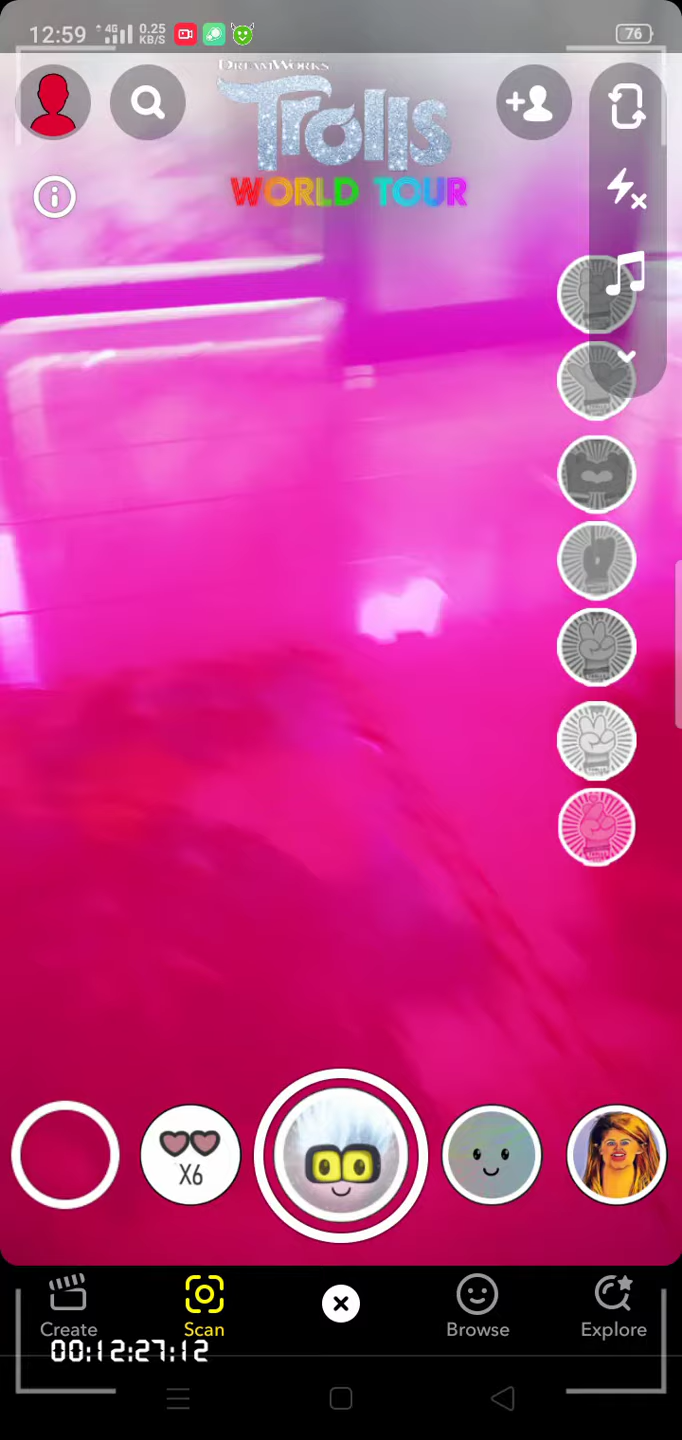 12:59 4G 0.25 KB/S 76
DREAMWORKS
Trolls
WORLD TOUR
X6
Create Scan Browse Explore
00:12:27:12